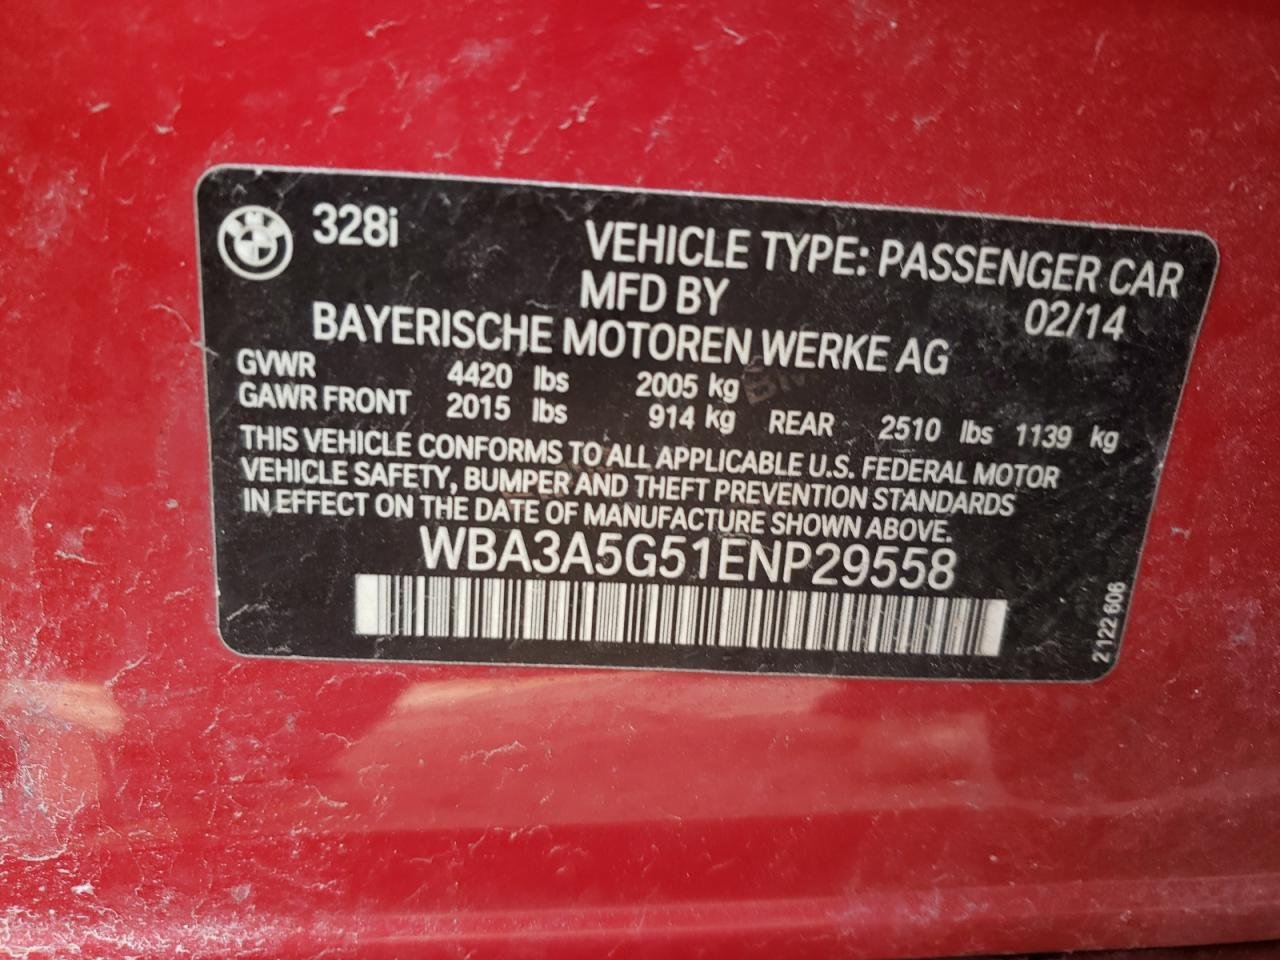 328i
VEHICLE TYPE: PASSENGER CAR
MFD BY 02/14
BAYERISCHE MOTOREN WERKE AG
GVWR 4420 lbs 2005 kg
GAWR FRONT 2015 lbs 914 kg REAR 2510 lbs 1139 kg
THIS VEHICLE CONFORMS TO ALL APPLICABLE U.S. FEDERAL MOTOR
VEHICLE SAFETY, BUMPER AND THEFT PREVENTION STANDARDS
IN EFFECT ON THE DATE OF MANUFACTURE SHOWN ABOVE.
WBA3A5G51ENP29558
2 122 606